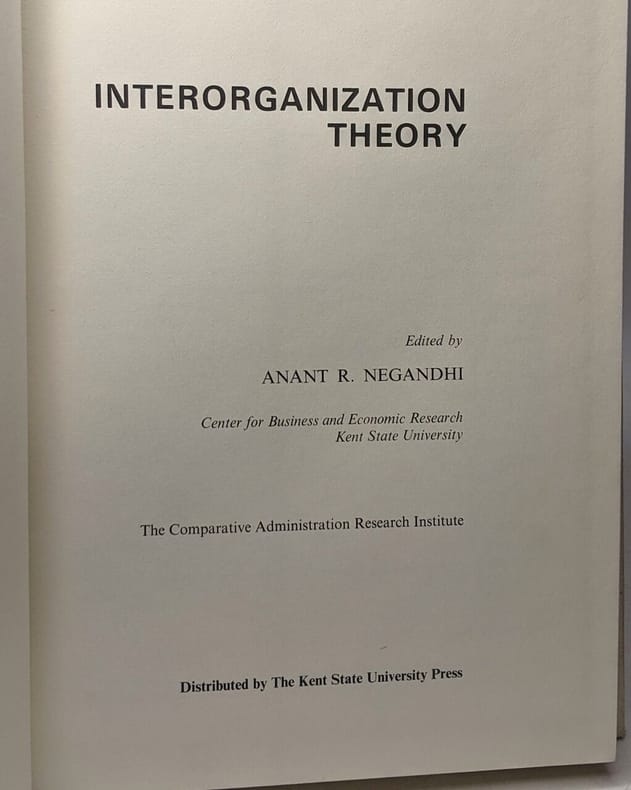 INTERORGANIZATION
THEORY
Edited by
ANANT R. NEGANDHI
Center for Business and Economic Research
Kent State University
The Comparative Administration Research Institute
Distributed by The Kent State University Press